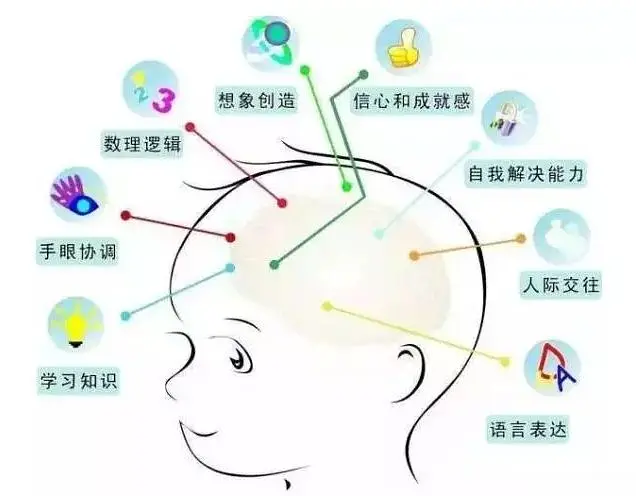 想象创造
信心和成就感
数理逻辑
自我解决能力
手眼协调
人际交往
学习知识
语言表达